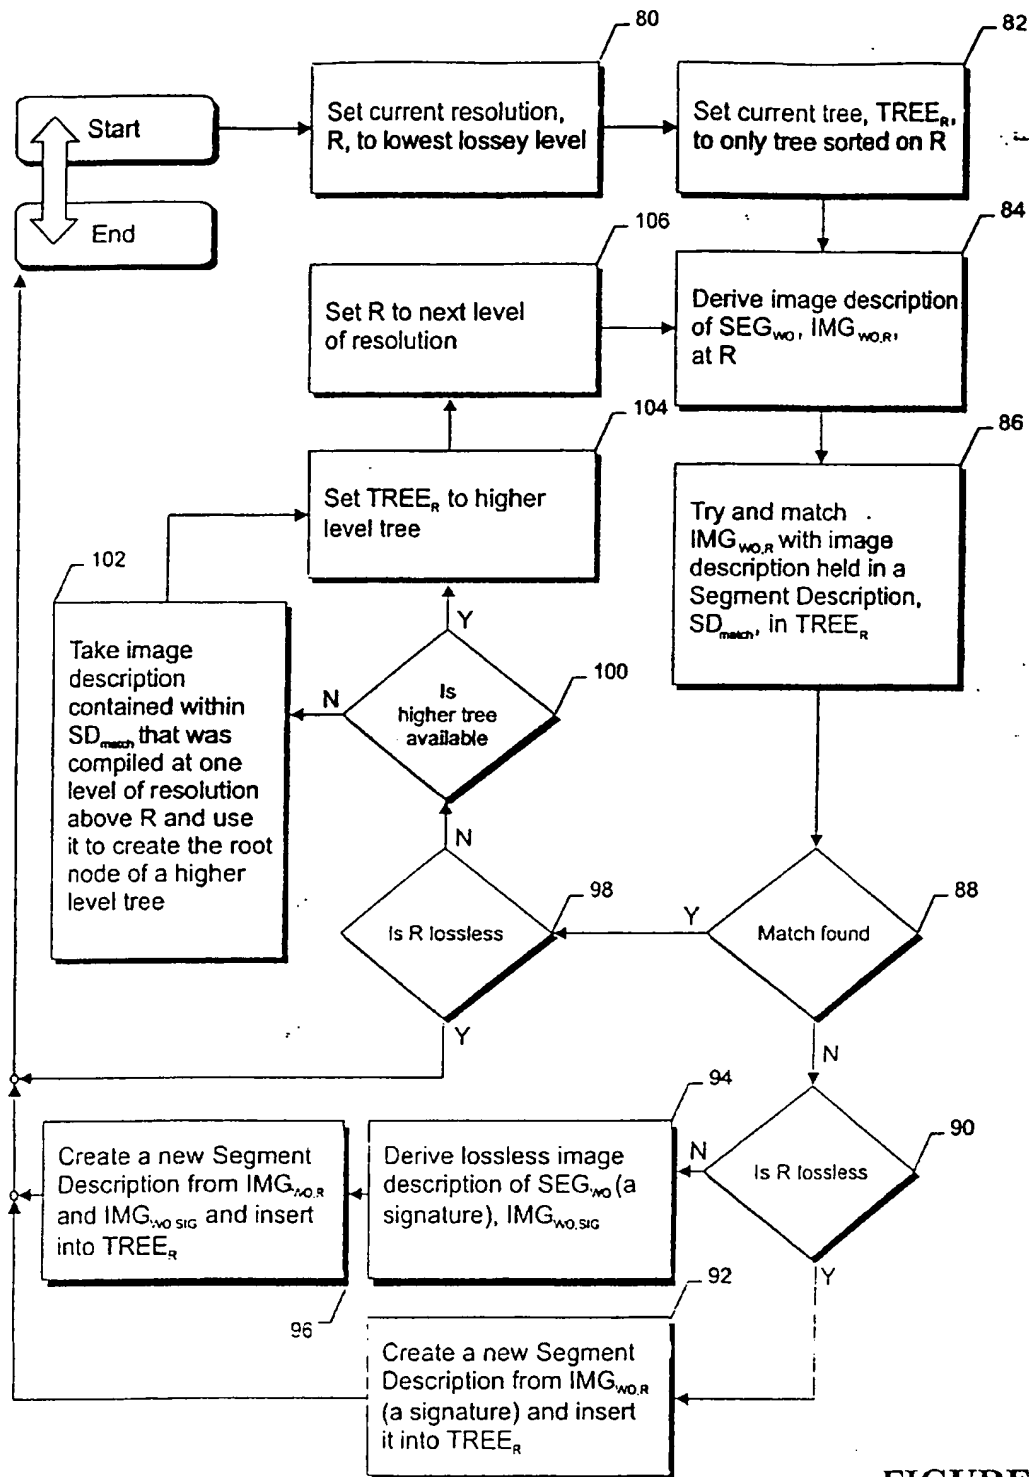 80
82
Start
Set current resolution,
R, to lowest lossey level
Set current tree, TREE_R,
to only tree sorted on R
End
106
84
Set R to next level
of resolution
Derive image description
of SEG_WO, IMG_WO,R,
at R
104
86
Set TREE_R to higher
level tree
Try and match
IMG_WO,R with image
description held in a
Segment Description,
SD_match, in TREE_R
102
Take image
description
contained within
SD_match that was
compiled at one
level of resolution
above R and use
it to create the root
node of a higher
level tree
Y
N
Is
higher tree
available
100
N
Is R lossless
98
Y
Match found
88
Y
N
94
Create a new Segment
Description from IMG_WO,R
and IMG_WO,SIG and insert
into TREE_R
Derive lossless image
description of SEG_WO (a
signature), IMG_WO,SIG
N
Is R lossless
90
Y
96
92
Create a new Segment
Description from IMG_WO,R
(a signature) and insert
it into TREE_R
FIGURE